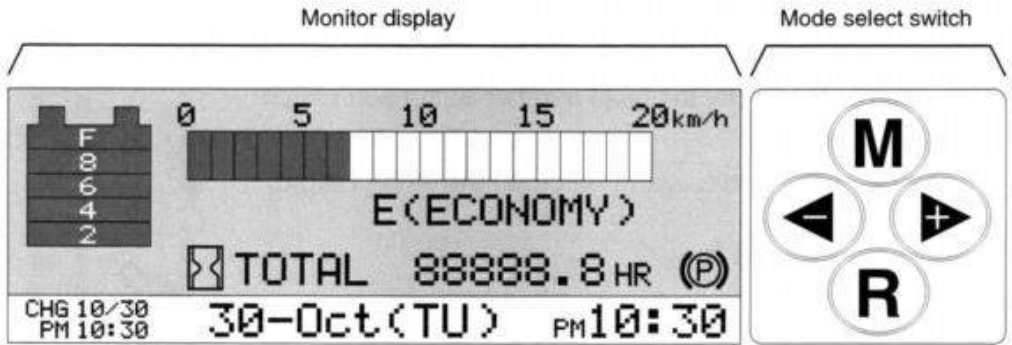 Monitor display
Mode select switch
0 5 10 15 20km/h
F
8
6
4
2
E(ECONOMY)
TOTAL 88888.8 HR (P)
CHG 10/30
PM 10:30
30-Oct(TU) PM10:30
M
-
+
R